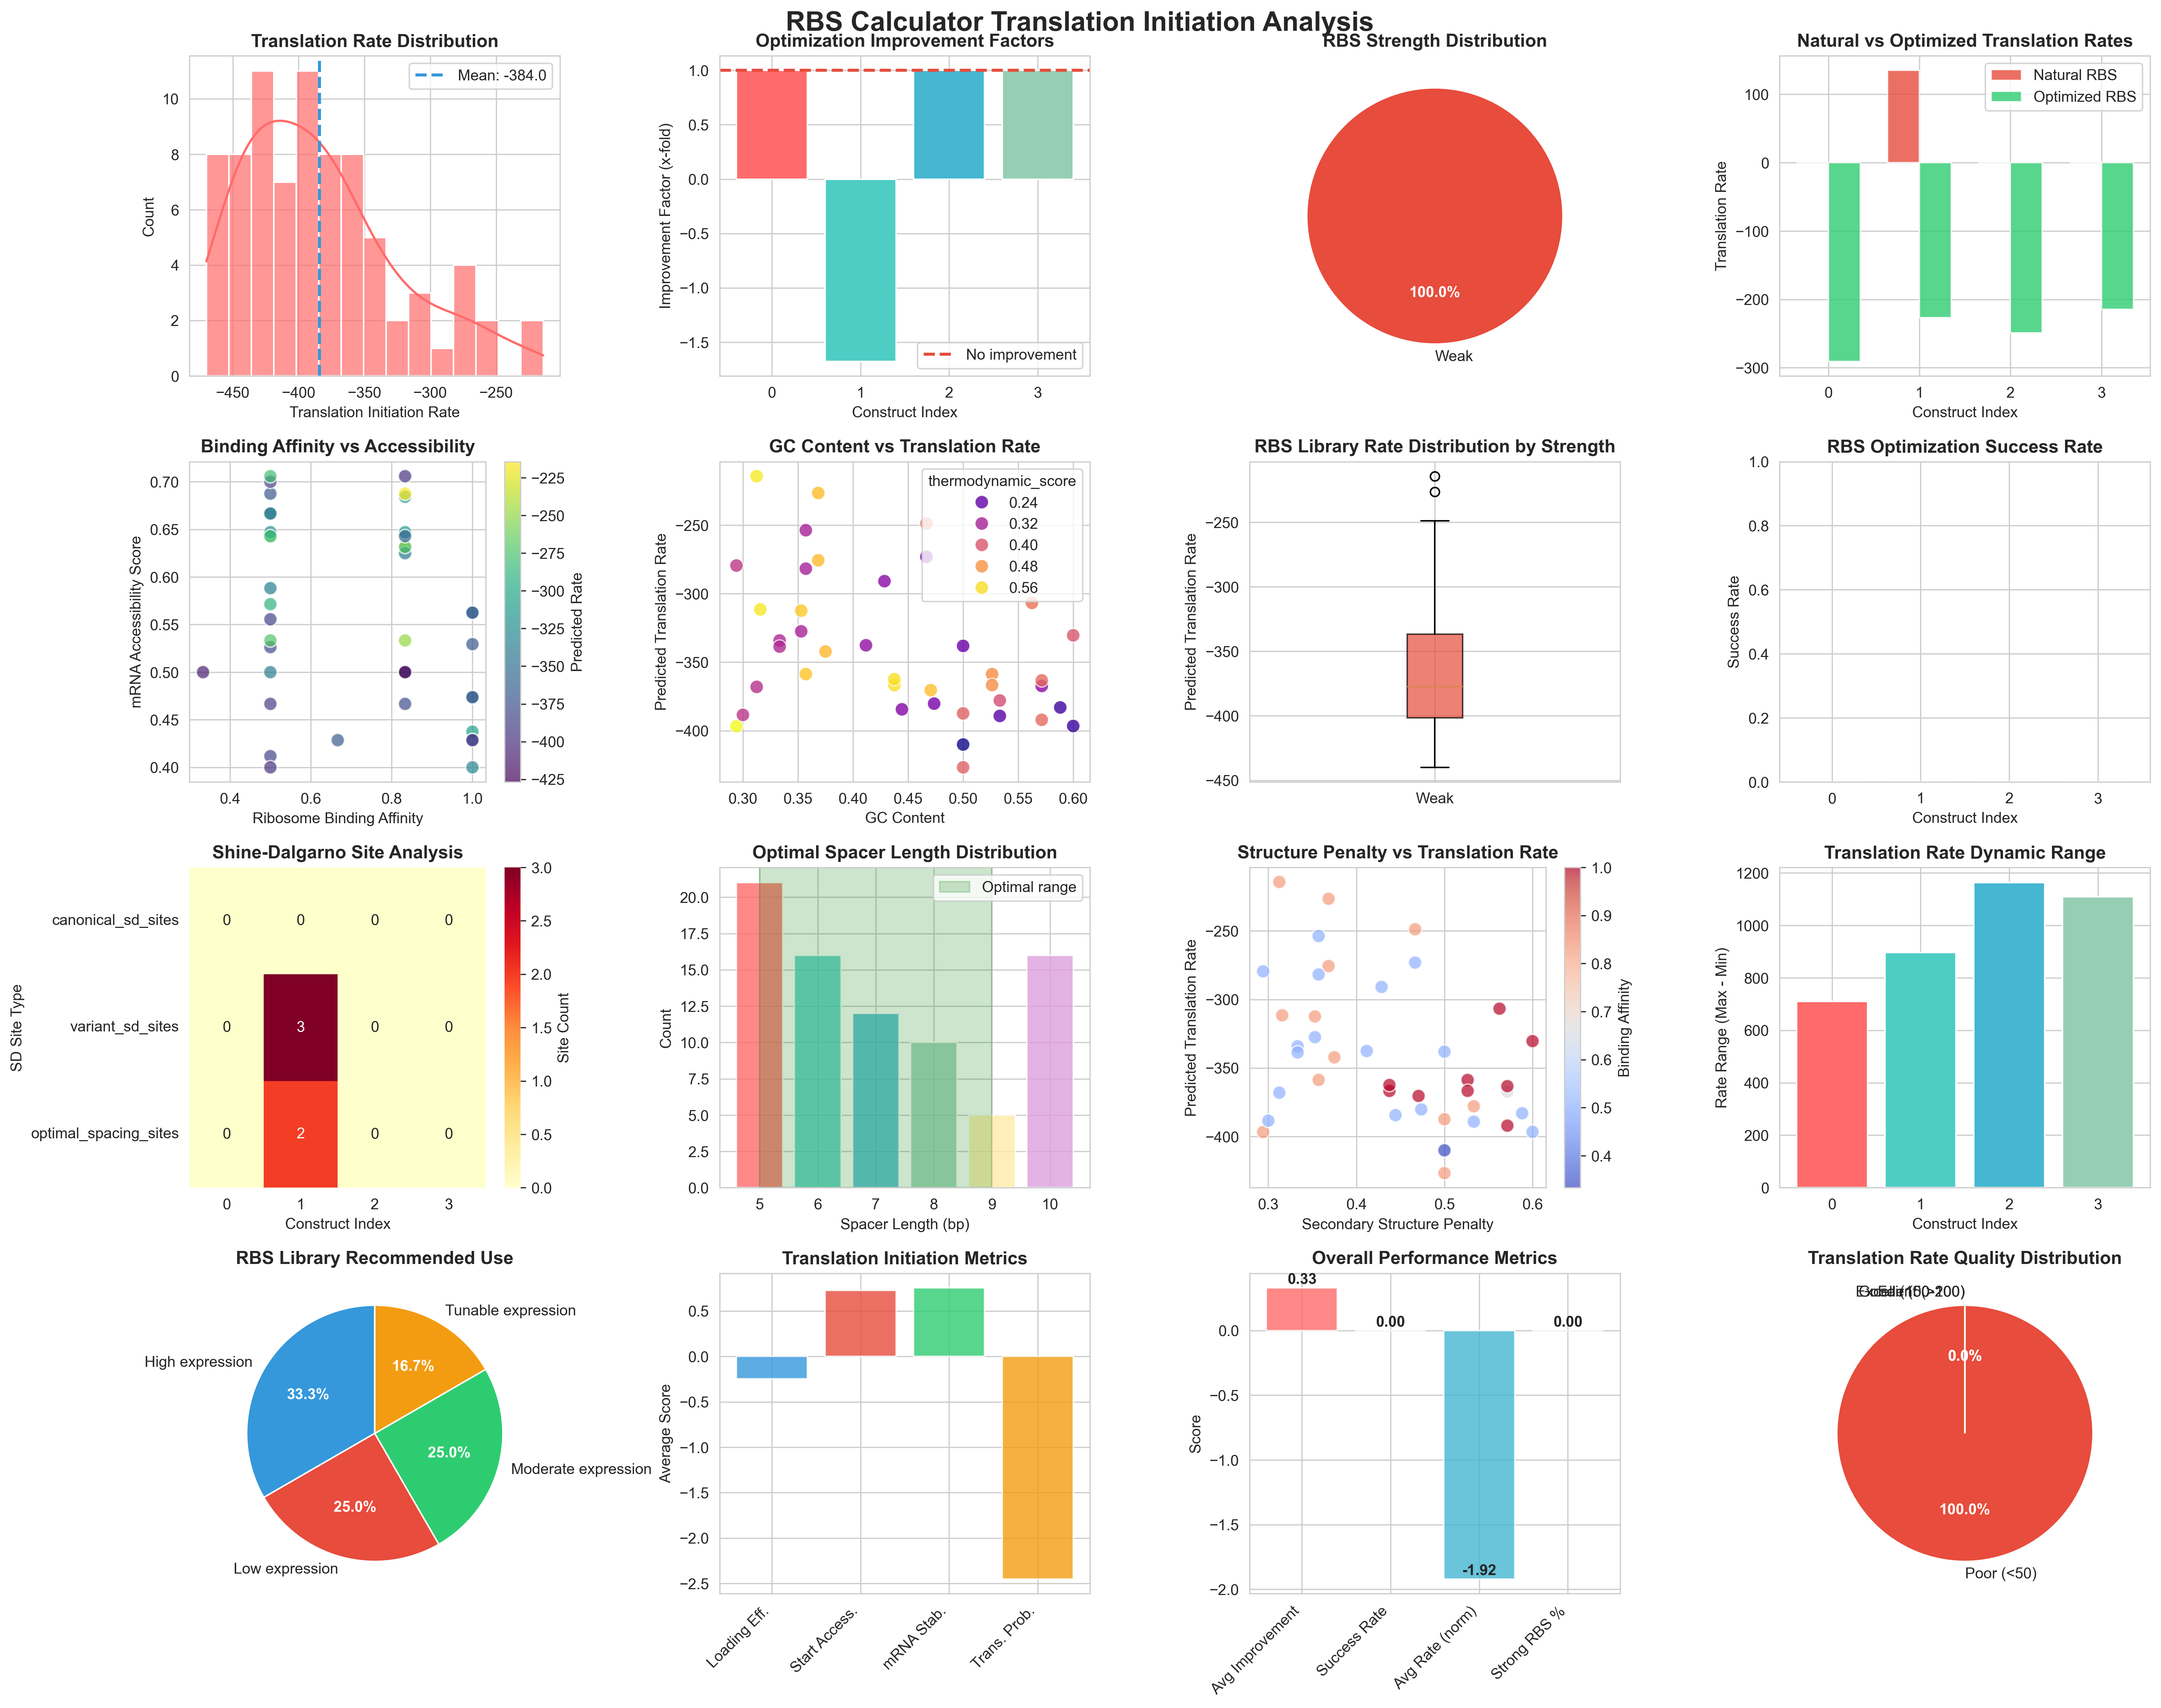 RBS Calculator Translation Initiation Analysis
Translation Rate Distribution
Count
10
8
6
4
2
0
Mean: -384.0
−450 −400 −350 −300 −250
Translation Initiation Rate
Optimization Improvement Factors
Improvement Factor (x-fold)
1.0
0.5
0.0
−0.5
−1.0
−1.5
No improvement
0 1 2 3
Construct Index
RBS Strength Distribution
100.0%
Weak
Natural vs Optimized Translation Rates
Translation Rate
100
0
−100
−200
−300
Natural RBS
Optimized RBS
0 1 2 3
Construct Index
Binding Affinity vs Accessibility
mRNA Accessibility Score
0.70
0.65
0.60
0.55
0.50
0.45
0.40
0.4 0.6 0.8 1.0
Ribosome Binding Affinity
−225
−250
−275
−300
−325
−350
−375
−400
−425
Predicted Rate
GC Content vs Translation Rate
Predicted Translation Rate
−250
−300
−350
−400
thermodynamic_score
0.24
0.32
0.40
0.48
0.56
0.30 0.35 0.40 0.45 0.50 0.55 0.60
GC Content
RBS Library Rate Distribution by Strength
Predicted Translation Rate
−250
−300
−350
−400
−450
Weak
RBS Optimization Success Rate
Success Rate
1.0
0.8
0.6
0.4
0.2
0.0
0 1 2 3
Construct Index
Shine-Dalgarno Site Analysis
SD Site Type
canonical_sd_sites 0 0 0 0
variant_sd_sites 0 3 0 0
optimal_spacing_sites 0 2 0 0
0 1 2 3
Construct Index
3.0
2.5
2.0
1.5
1.0
0.5
0.0
Site Count
Optimal Spacer Length Distribution
Count
20.0
17.5
15.0
12.5
10.0
7.5
5.0
2.5
0.0
Optimal range
5 6 7 8 9 10
Spacer Length (bp)
Structure Penalty vs Translation Rate
Predicted Translation Rate
−250
−300
−350
−400
0.3 0.4 0.5 0.6
Secondary Structure Penalty
1.0
0.9
0.8
0.7
0.6
0.5
0.4
Binding Affinity
Translation Rate Dynamic Range
Rate Range (Max - Min)
1200
1000
800
600
400
200
0
0 1 2 3
Construct Index
RBS Library Recommended Use
Tunable expression
16.7%
High expression
33.3%
25.0%
Moderate expression
25.0%
Low expression
Translation Initiation Metrics
Average Score
0.5
0.0
−0.5
−1.0
−1.5
−2.0
−2.5
Loading Eff.
Start Access.
mRNA Stab.
Trans. Prob.
Overall Performance Metrics
Score
0.0
−0.5
−1.0
−1.5
−2.0
0.33
0.00
-1.92
0.00
Avg Improvement
Success Rate
Avg Rate (norm)
Strong RBS %
Translation Rate Quality Distribution
100.0%
Poor (<50)